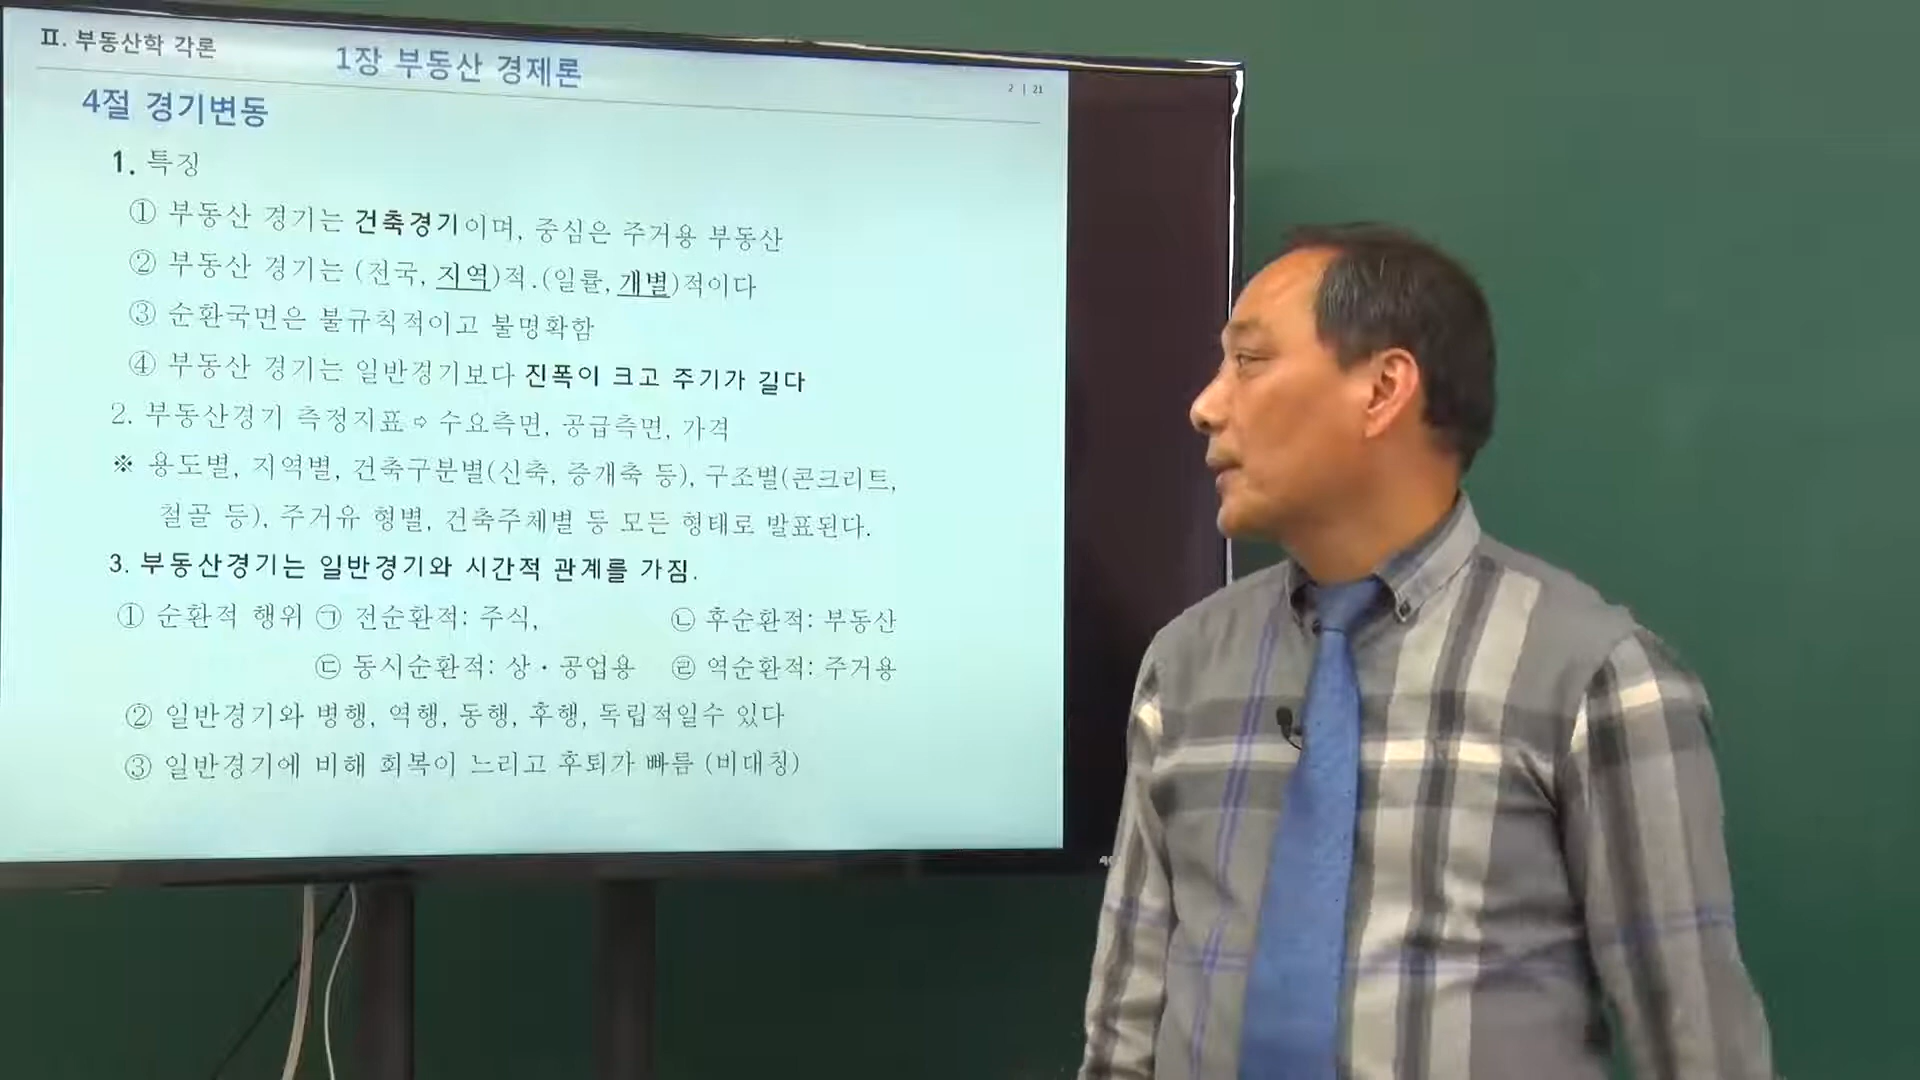 Ⅱ. 부동산학 각론
1장 부동산 경제론
2 | 21
4절 경기변동
1. 특징
① 부동산 경기는 건축경기이며, 중심은 주거용 부동산
② 부동산 경기는 (전국, 지역)적.(일률, 개별)적이다
③ 순환국면은 불규칙적이고 불명확함
④ 부동산 경기는 일반경기보다 진폭이 크고 주기가 길다
2. 부동산경기 측정지표 ⇨ 수요측면, 공급측면, 가격
※ 용도별, 지역별, 건축구분별(신축, 증개축 등), 구조별(콘크리트,
철골 등), 주거유 형별, 건축주체별 등 모든 형태로 발표된다.
3. 부동산경기는 일반경기와 시간적 관계를 가짐.
① 순환적 행위 ㉠ 전순환적: 주식, ㉡ 후순환적: 부동산
㉢ 동시순환적: 상·공업용 ㉣ 역순환적: 주거용
② 일반경기와 병행, 역행, 동행, 후행, 독립적일수 있다
③ 일반경기에 비해 회복이 느리고 후퇴가 빠름 (비대칭)